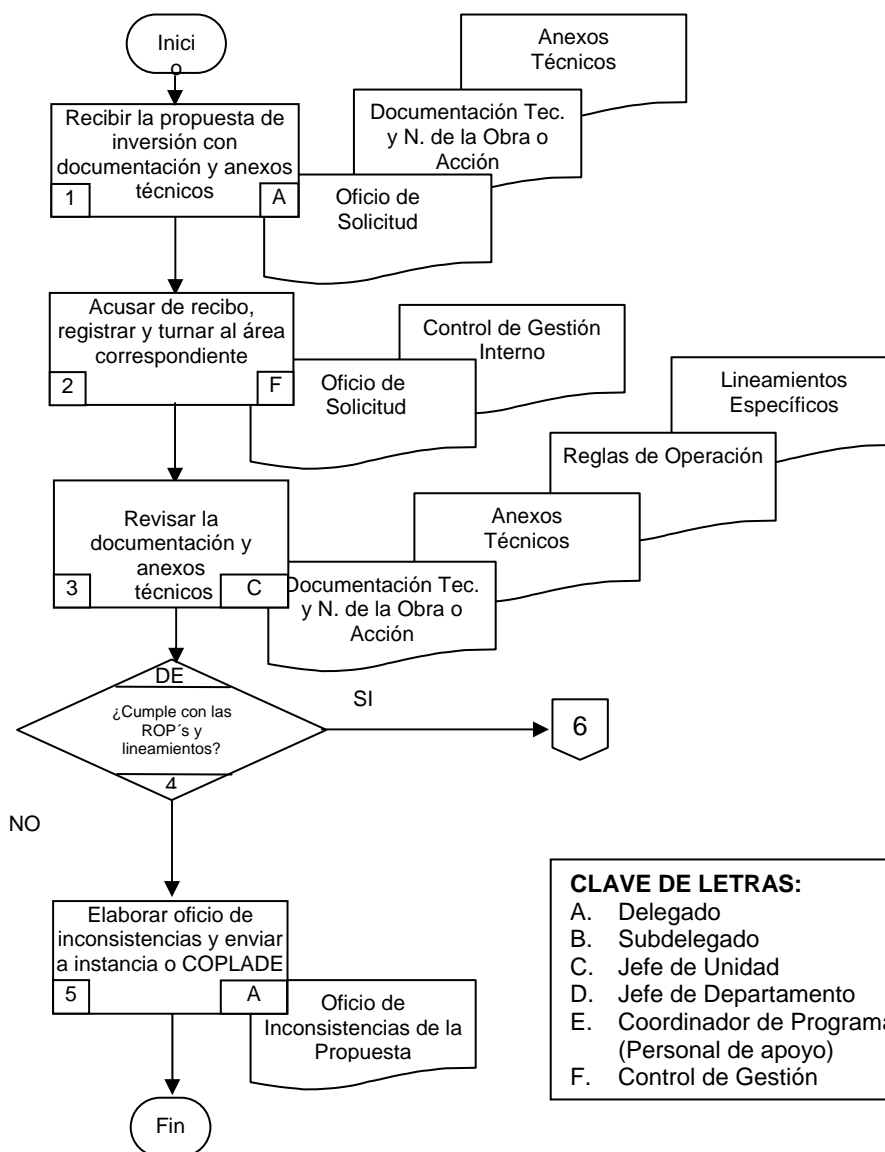 Inici
o
Anexos
Técnicos
Recibir la propuesta de
inversión con
documentación y anexos
técnicos
1
A
Documentación Tec.
y N. de la Obra o
Acción
Oficio de
Solicitud
Acusar de recibo,
registrar y turnar al área
correspondiente
2
F
Control de Gestión
Interno
Oficio de
Solicitud
Lineamientos
Específicos
Reglas de Operación
Revisar la
documentación y
anexos
técnicos
3
C
Anexos
Técnicos
Documentación Tec.
y N. de la Obra o
Acción
DE
¿Cumple con las
ROP´s y
lineamientos?
4
SI
6
NO
Elaborar oficio de
inconsistencias y enviar
a instancia o COPLADE
5
A
Oficio de
Inconsistencias de la
Propuesta
Fin
CLAVE DE LETRAS:
A. Delegado
B. Subdelegado
C. Jefe de Unidad
D. Jefe de Departamento
E. Coordinador de Programa
(Personal de apoyo)
F. Control de Gestión